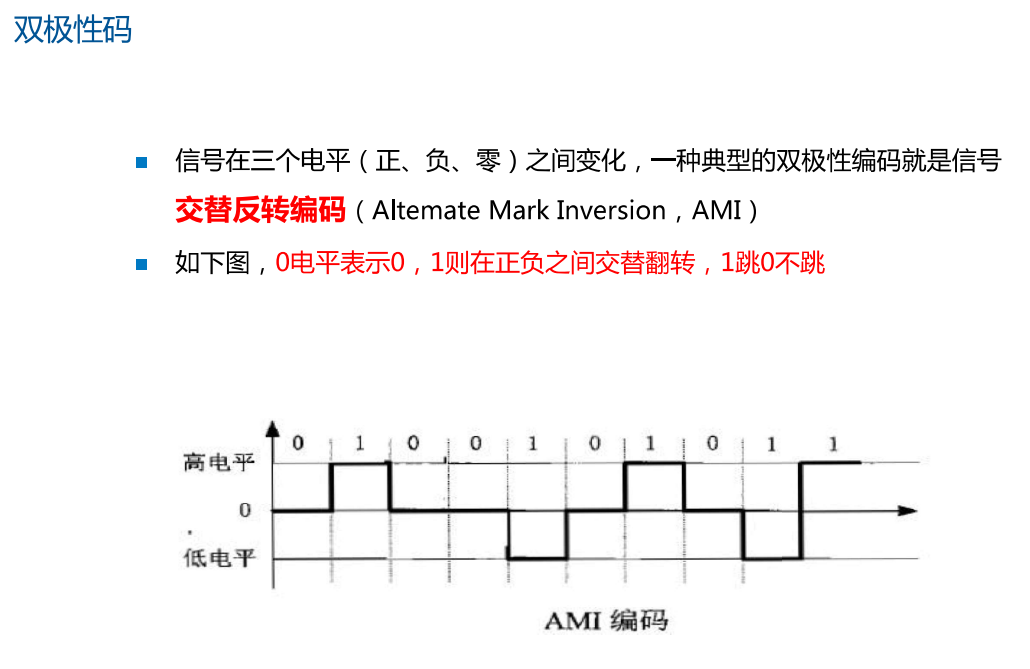 双极性码
信号在三个电平（正、负、零）之间变化，一种典型的双极性编码就是信号
交替反转编码（Altemate Mark Inversion，AMI）
如下图，0电平表示0，1则在正负之间交替翻转，1跳0不跳
0 1 0 0 1 0 1 0 1 1
高电平
0
低电平
AMI 编码